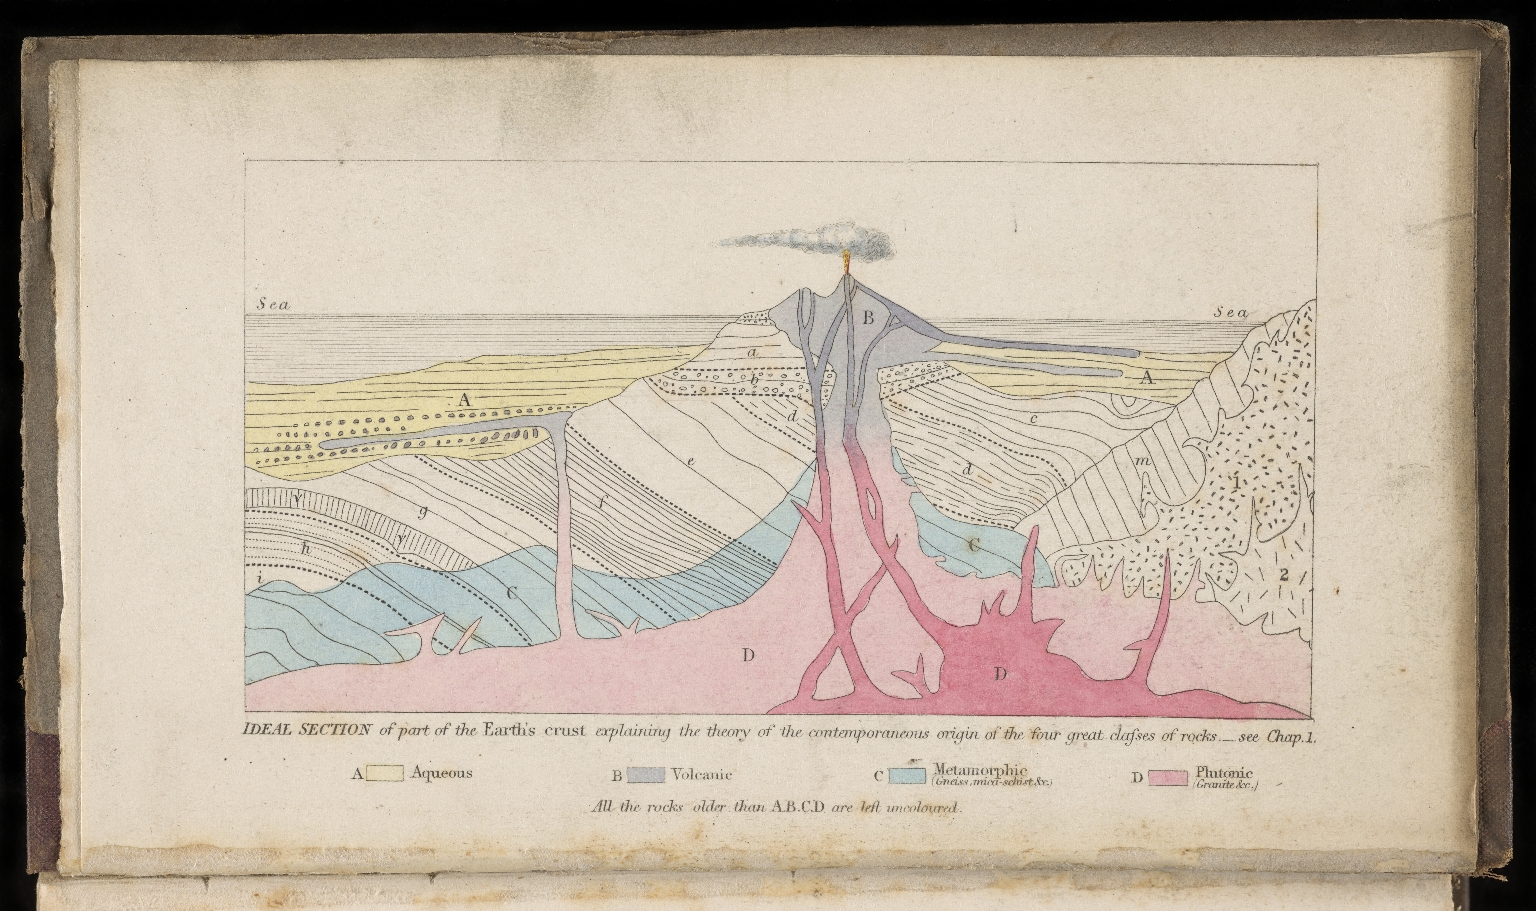 Sea
Sea
B
a
b
A
A
d
c
e
d
m
1
f
g
Y
Y
h
i
C
C
2
D
D
IDEAL SECTION of part of the Earth's crust explaining the theory of the contemporaneous origin of the four great claſses of rocks. — see Chap. 1.
A Aqueous B Volcanic C Metamorphic D Plutonic
(Gneiss, mica-schist &c.) (Granite &c.)
All the rocks older than A.B.C.D. are left uncoloured.